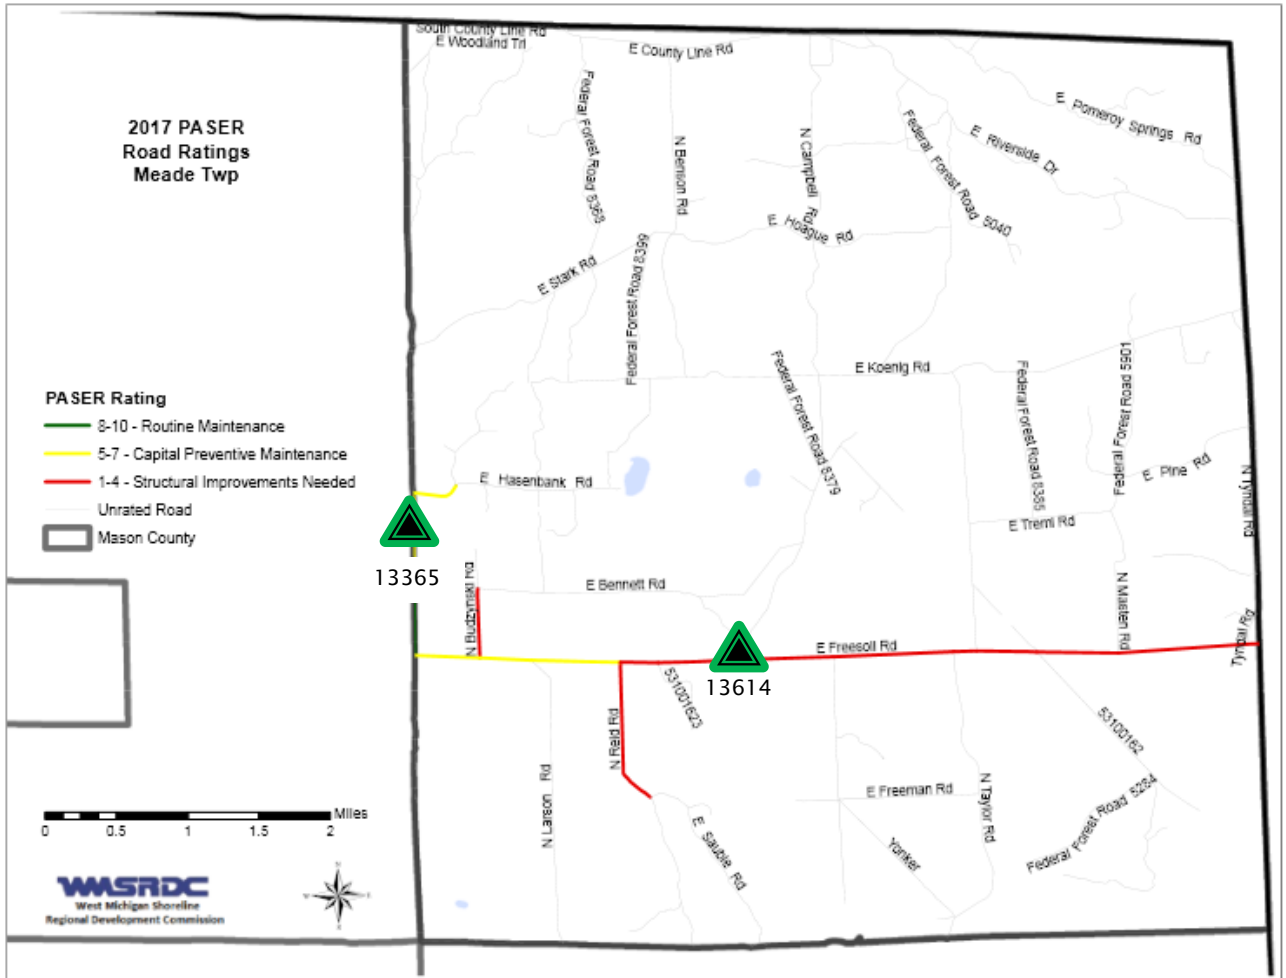 South County Line Rd
E Woodland Trl
E County Line Rd
E Pomeroy Springs Rd
2017 PASER
Road Ratings
Meade Twp
Federal Forest Road 8368
N Benson Rd
N Campbell Rd
Federal Forest Road 5040
E Riverside Dr
E Hoague Rd
E Stark Rd
Federal Forest Road 8399
Federal Forest Road 8379
E Koenig Rd
Federal Forest Road 8385
Federal Forest Road 5901
PASER Rating
8-10 - Routine Maintenance
5-7 - Capital Preventive Maintenance
1-4 - Structural Improvements Needed
Unrated Road
Mason County
E Hasenbank Rd
E Pine Rd
N Tyndal Rd
E Treml Rd
13365
N Budzynski Rd
E Bennett Rd
N Masten Rd
E Freesoil Rd
Tyndal Rd
13614
531001623
N Reid Rd
53100162
N Larson Rd
E Freeman Rd
N Taylor Rd
Federal Forest Road 5284
E Sauble Rd
Yonker
Miles
0 0.5 1 1.5 2
WMSRDC
West Michigan Shoreline
Regional Development Commission